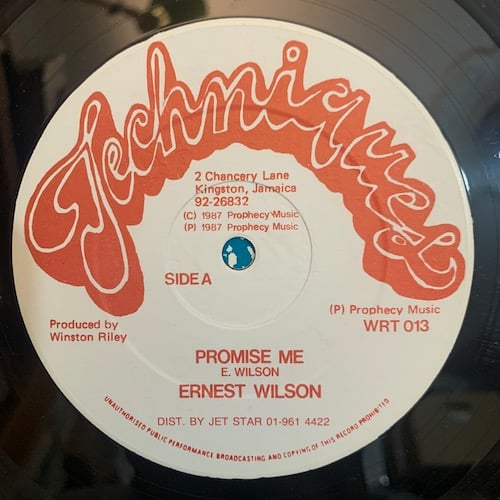 Techniques
2 Chancery Lane
Kingston, Jamaica
92-26832
(C) 1987 Prophecy Music
(P) 1987 Prophecy Music
SIDE A
(P) Prophecy Music
WRT 013
Produced by
Winston Riley
PROMISE ME
E. WILSON
ERNEST WILSON
DIST. BY JET STAR 01-961 4422
UNAUTHORISED PUBLIC PERFORMANCE BROADCASTING AND COPYING OF THIS RECORD PROHIBITED